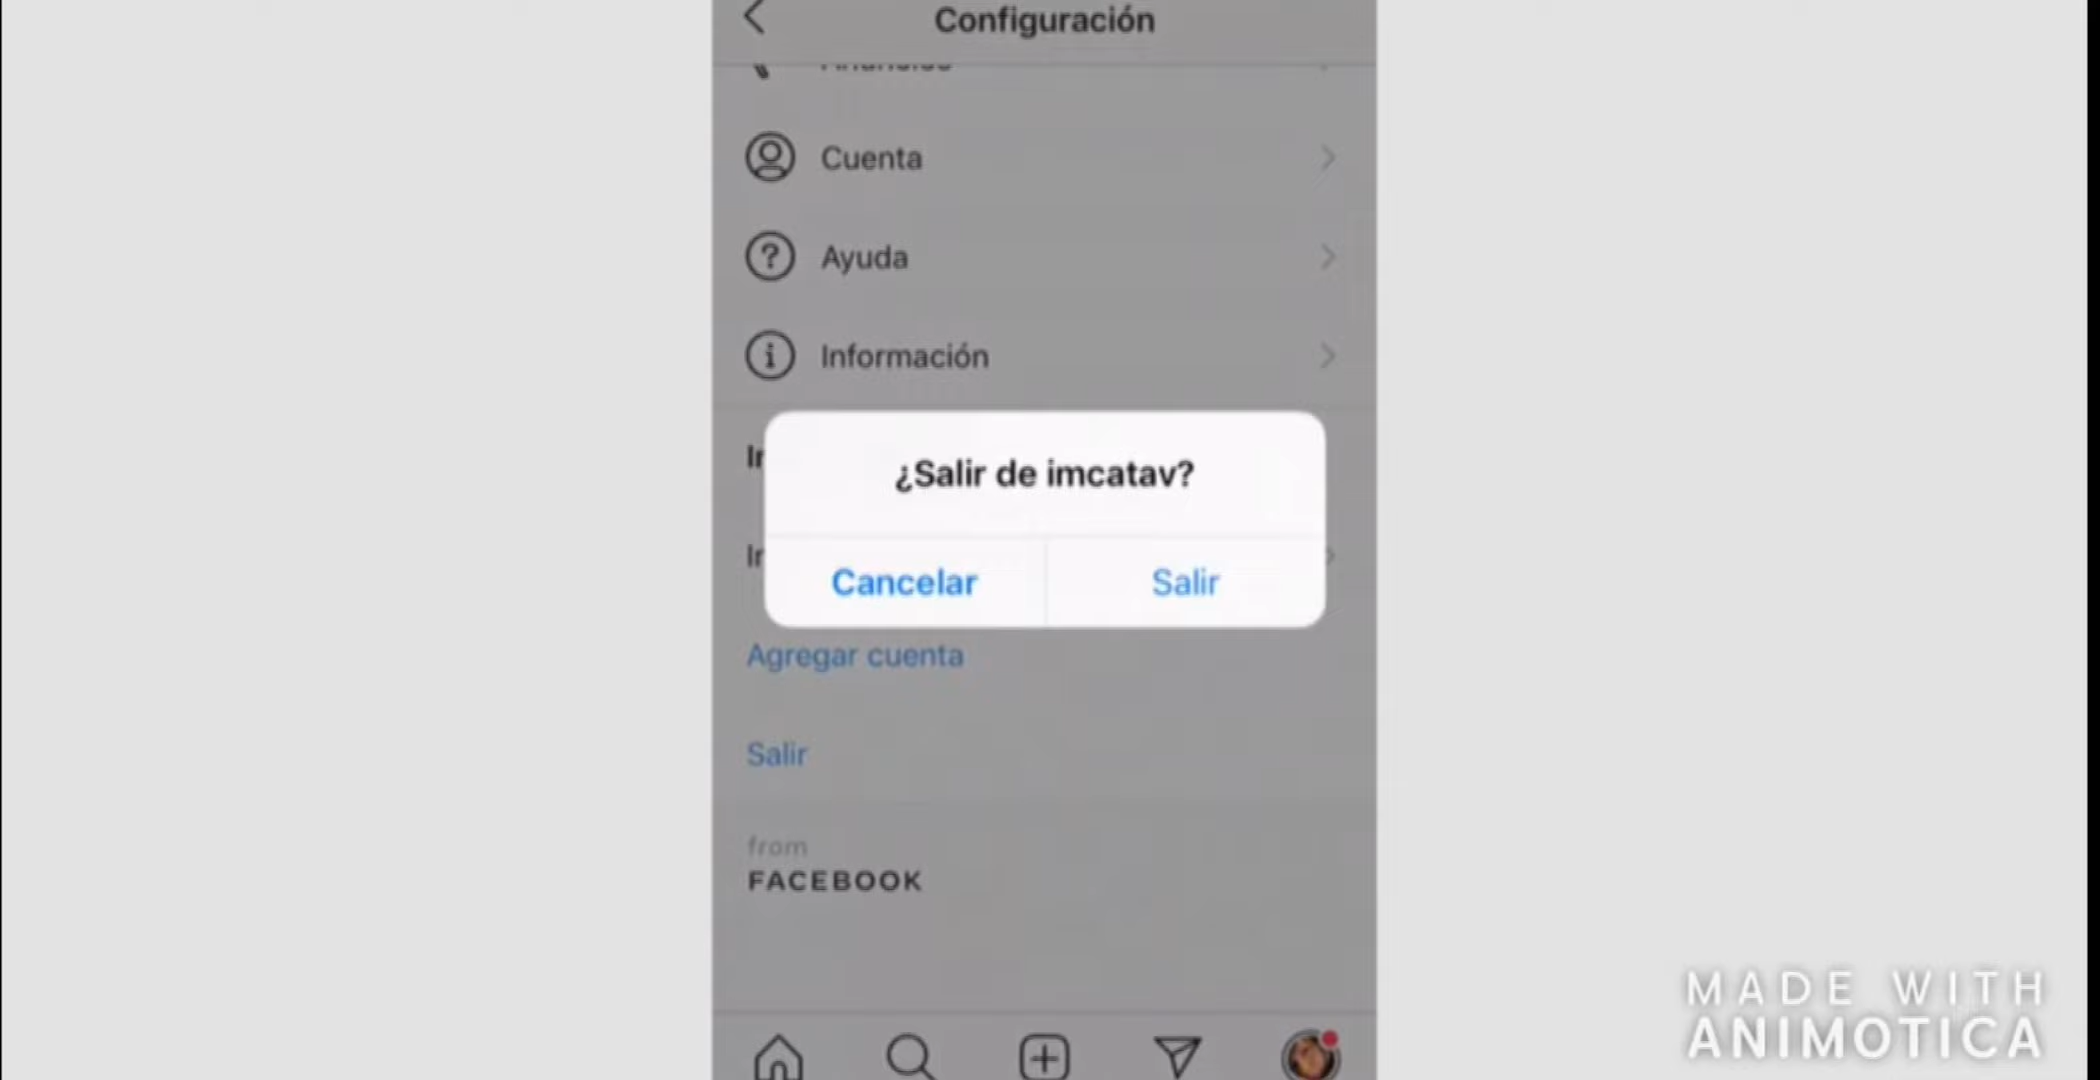 Configuración
Cuenta
Ayuda
Información
¿Salir de imcatav?
Cancelar
Salir
Agregar cuenta
Salir
from
FACEBOOK
MADE WITH
ANIMOTICA